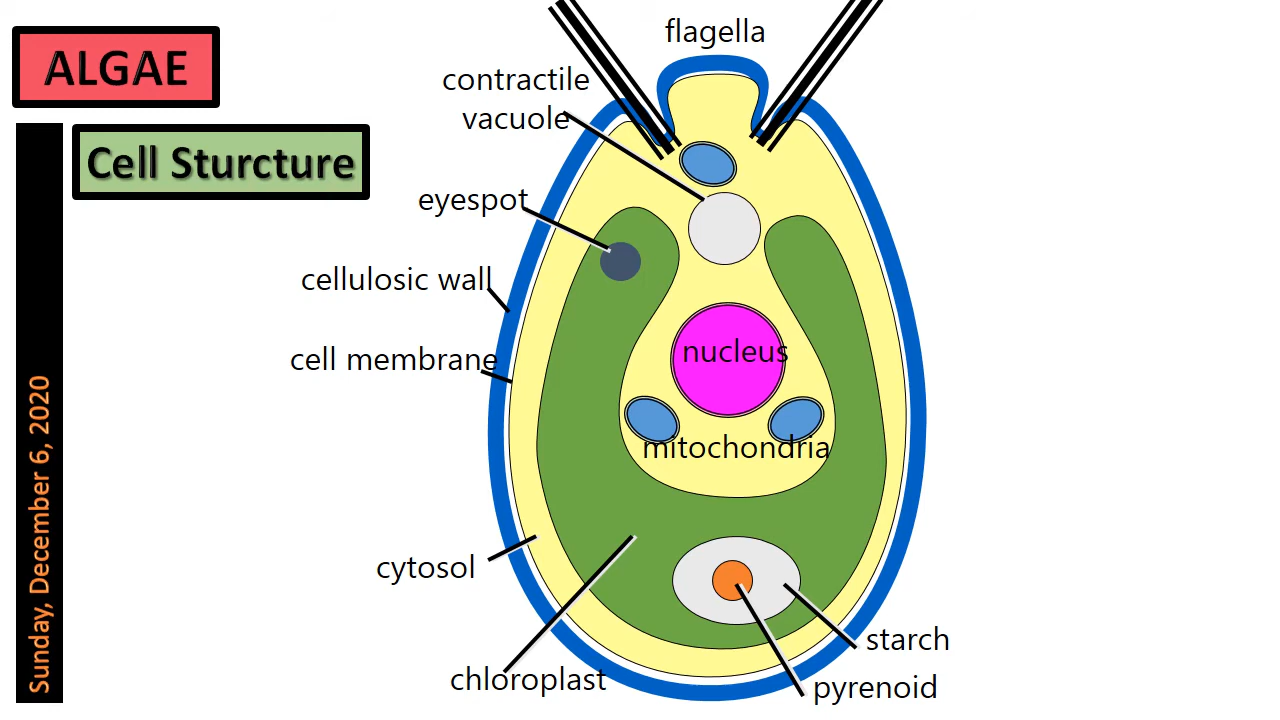 ALGAE
Cell Sturcture
Sunday, December 6, 2020
flagella
contractile
vacuole
eyespot
cellulosic wall
cell membrane
nucleus
mitochondria
cytosol
chloroplast
starch
pyrenoid